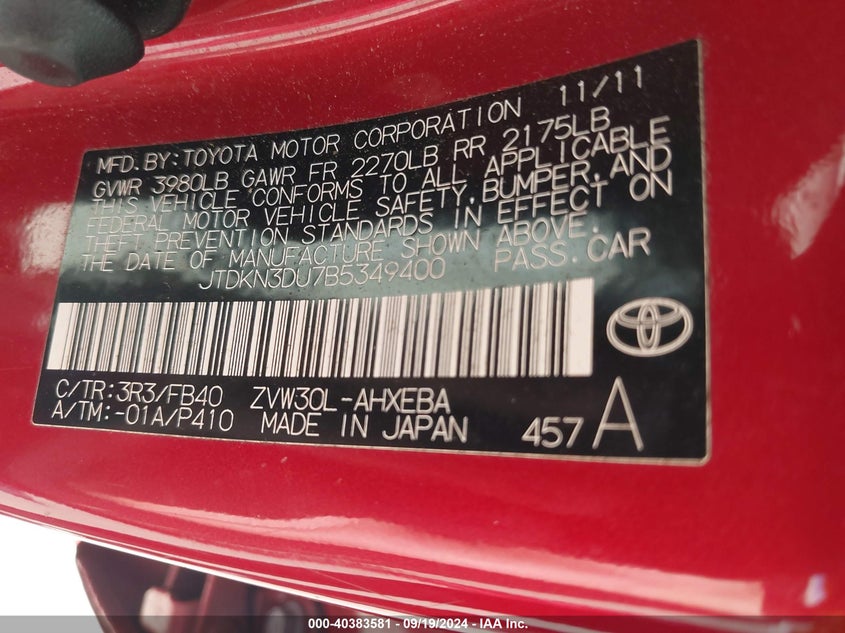 MFD. BY: TOYOTA MOTOR CORPORATION 11/11
GVWR 3980LB GAWR FR 2270LB RR 2175LB
THIS VEHICLE CONFORMS TO ALL APPLICABLE
FEDERAL MOTOR VEHICLE SAFETY, BUMPER, AND
THEFT PREVENTION STANDARDS IN EFFECT ON
THE DATE OF MANUFACTURE SHOWN ABOVE.
JTDKN3DU7B5349400 PASS. CAR
C/TR: 3R3/FB40 ZVW30L-AHXEBA
A/TM: -01A/P410 MADE IN JAPAN 457 A
000-40383581 - 09/19/2024 - IAA Inc.